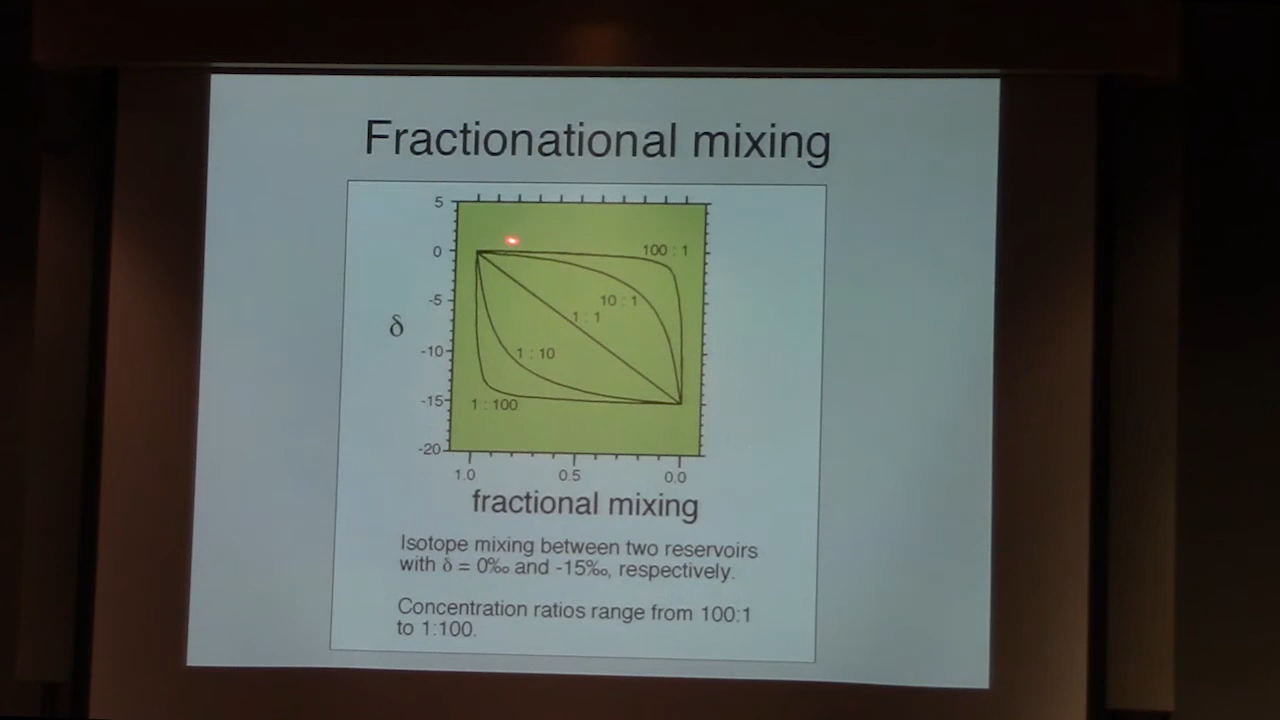 Fractionational mixing
5
0
-5
-10
-15
-20
δ
100 : 1
10 : 1
1 : 1
1 : 10
1 : 100
1.0 0.5 0.0
fractional mixing
Isotope mixing between two reservoirs
with δ = 0‰ and -15‰, respectively.
Concentration ratios range from 100:1
to 1:100.